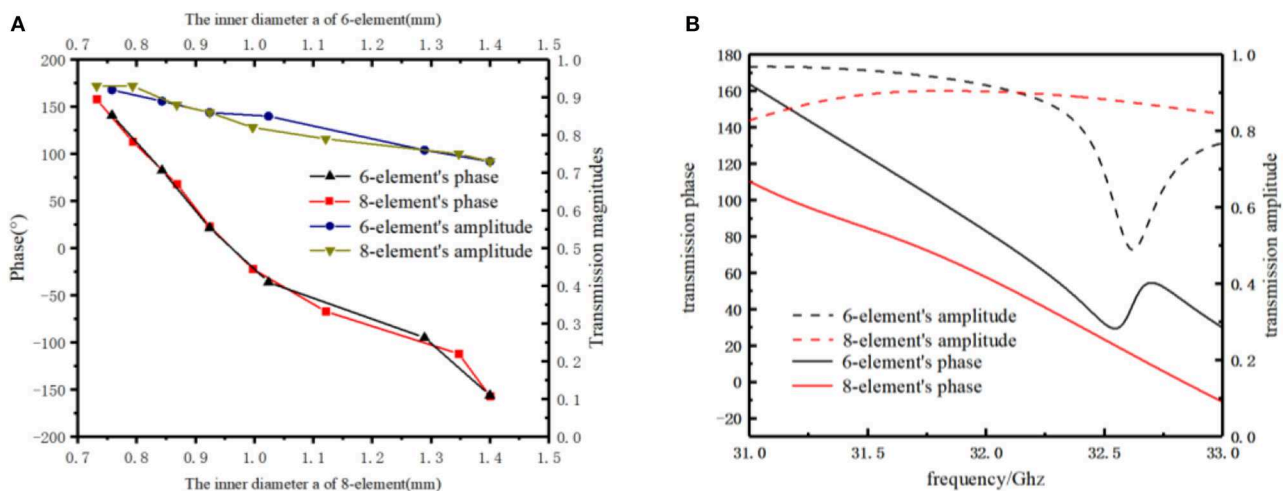 A
The inner diameter a of 6-element(mm)
0.7 0.8 0.9 1.0 1.1 1.2 1.3 1.4 1.5
200
150
100
50
0
−50
−100
−150
−200
Phase(°)
1.0
0.9
0.8
0.7
0.6
0.5
0.4
0.3
0.2
0.1
0.0
Transmission magnitudes
6-element's phase
8-element's phase
6-element's amplitude
8-element's amplitude
0.7 0.8 0.9 1.0 1.1 1.2 1.3 1.4 1.5
The inner diameter a of 8-element(mm)
B
180
160
140
120
100
80
60
40
20
0
−20
transmission phase
1.0
0.8
0.6
0.4
0.2
0.0
transmission amplitude
6-element's amplitude
8-element's amplitude
6-element's phase
8-element's phase
31.0 31.5 32.0 32.5 33.0
frequency/Ghz